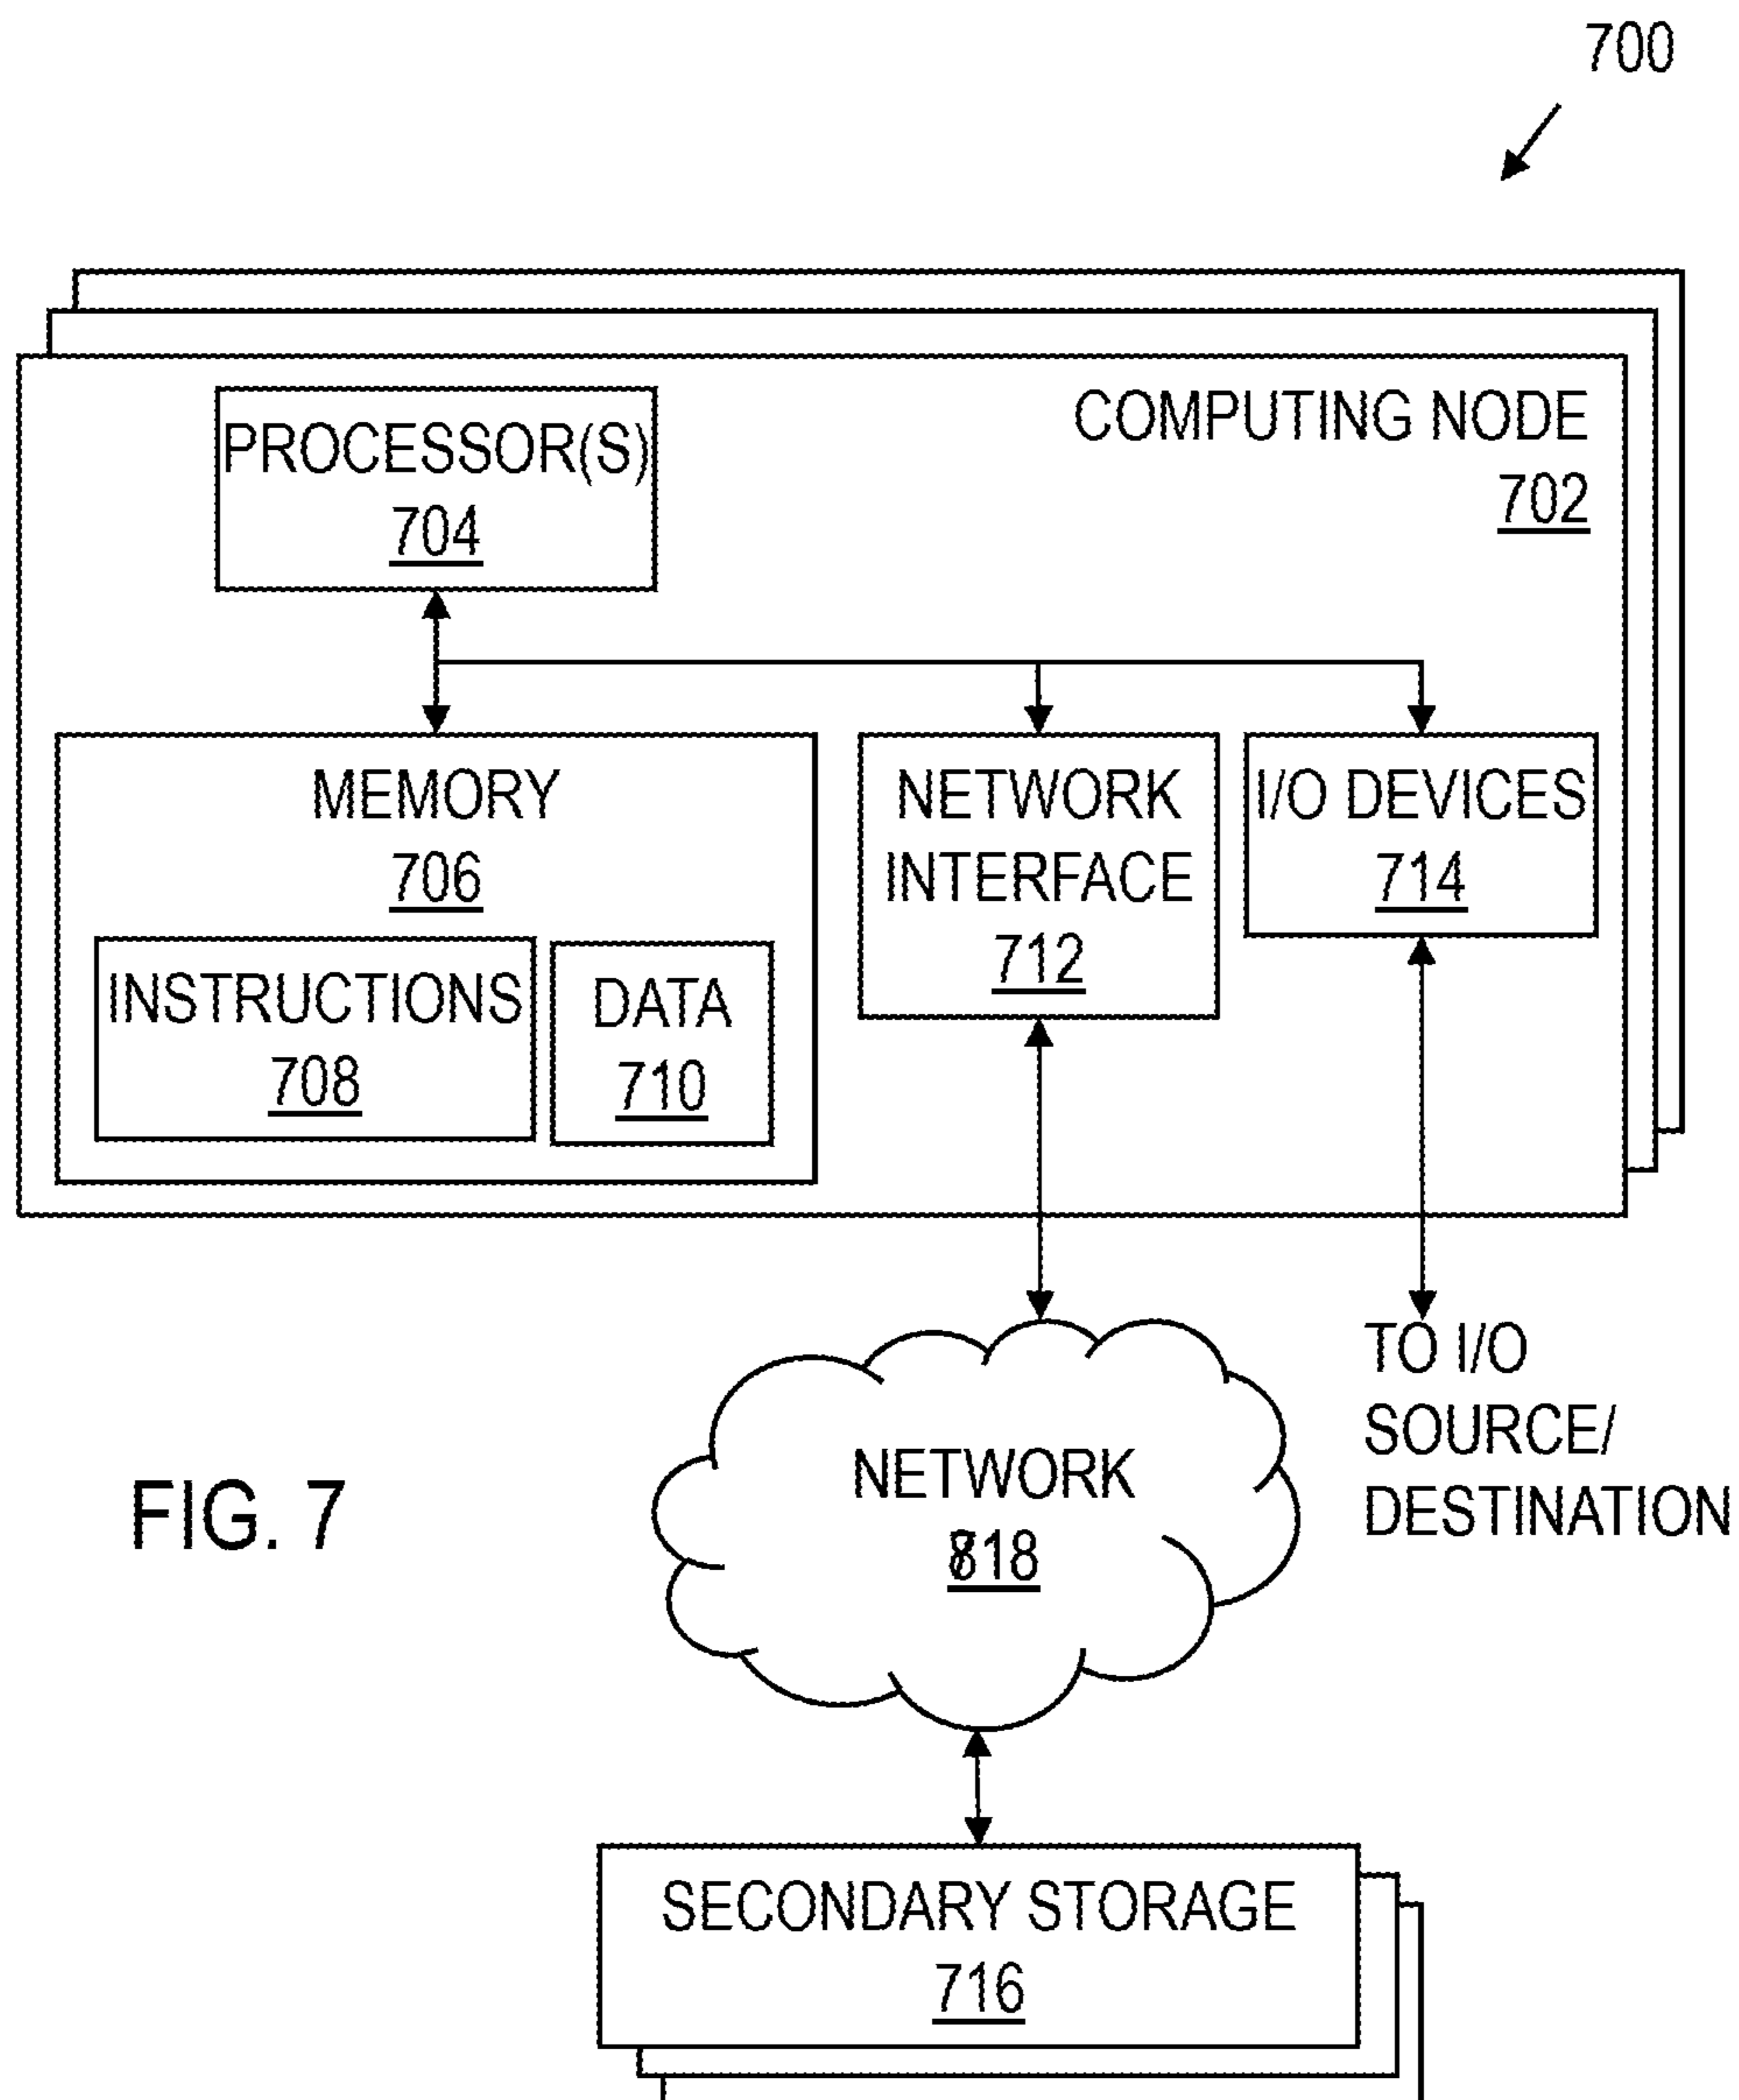 700
COMPUTING NODE
702
PROCESSOR(S)
704
MEMORY
706
INSTRUCTIONS
708
DATA
710
NETWORK
INTERFACE
712
I/O DEVICES
714
TO I/O
SOURCE/
DESTINATION
NETWORK
FIG. 7
SECONDARY STORAGE
716